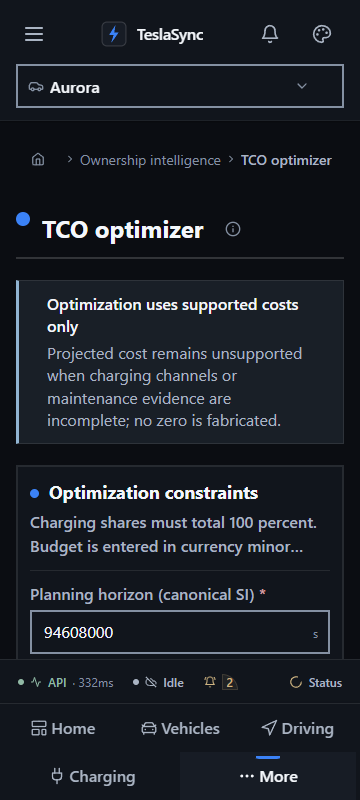 TeslaSync
Aurora
Ownership intelligence TCO optimizer
TCO optimizer
Optimization uses supported costs
only
Projected cost remains unsupported
when charging channels or
maintenance evidence are
incomplete; no zero is fabricated.
Optimization constraints
Charging shares must total 100 percent.
Budget is entered in currency minor...
Planning horizon (canonical SI) *
94608000 s
API · 332ms Idle 2 Status
Home Vehicles Driving
Charging More